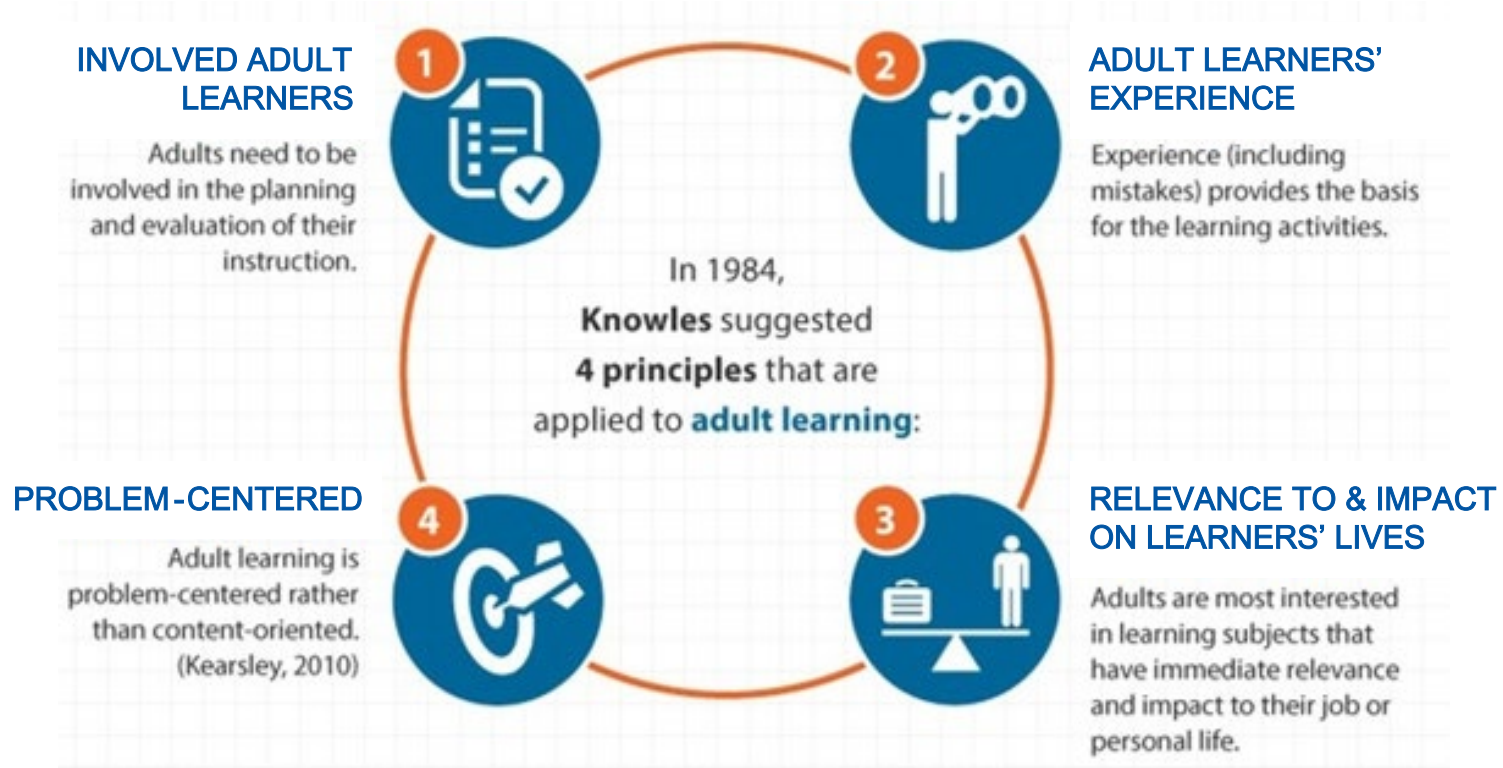 1
INVOLVED ADULT
LEARNERS
Adults need to be
involved in the planning
and evaluation of their
instruction.
2
ADULT LEARNERS’
EXPERIENCE
Experience (including
mistakes) provides the basis
for the learning activities.
In 1984,
Knowles suggested
4 principles that are
applied to adult learning:
3
RELEVANCE TO & IMPACT
ON LEARNERS’ LIVES
Adults are most interested
in learning subjects that
have immediate relevance
and impact to their job or
personal life.
4
PROBLEM-CENTERED
Adult learning is
problem-centered rather
than content-oriented.
(Kearsley, 2010)